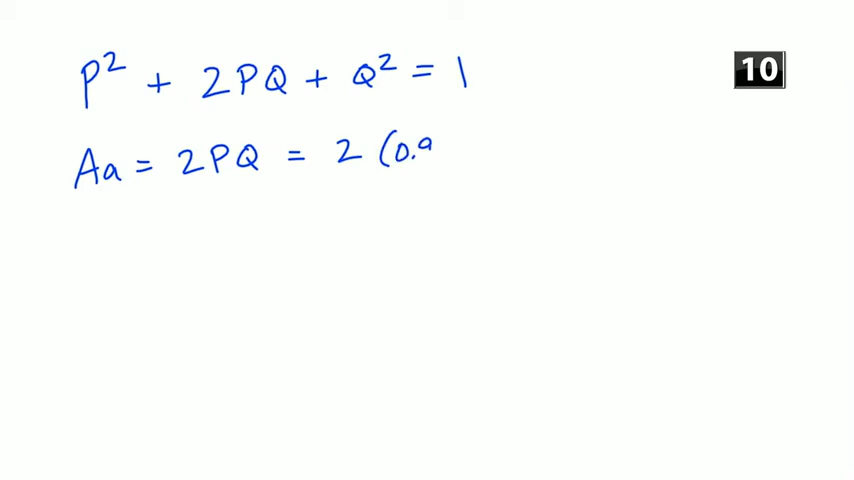 P² + 2PQ + Q² = 1
10
Aa = 2PQ = 2 (0.9